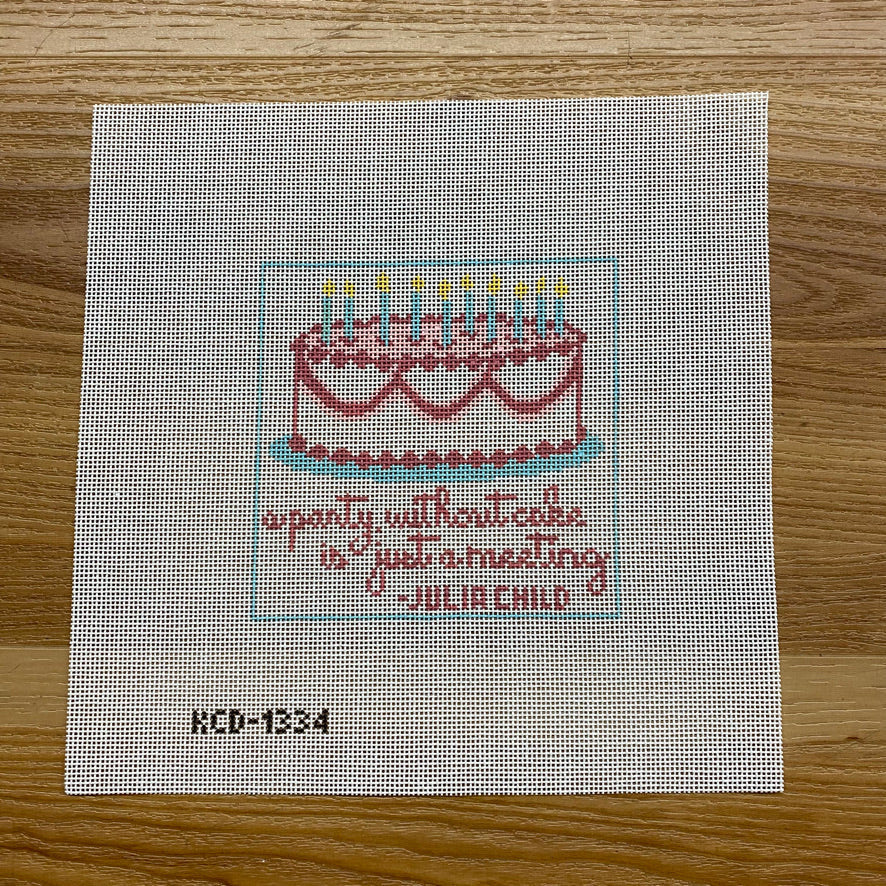 a party without cake
is just a meeting
-JULIA CHILD
KCD-1334